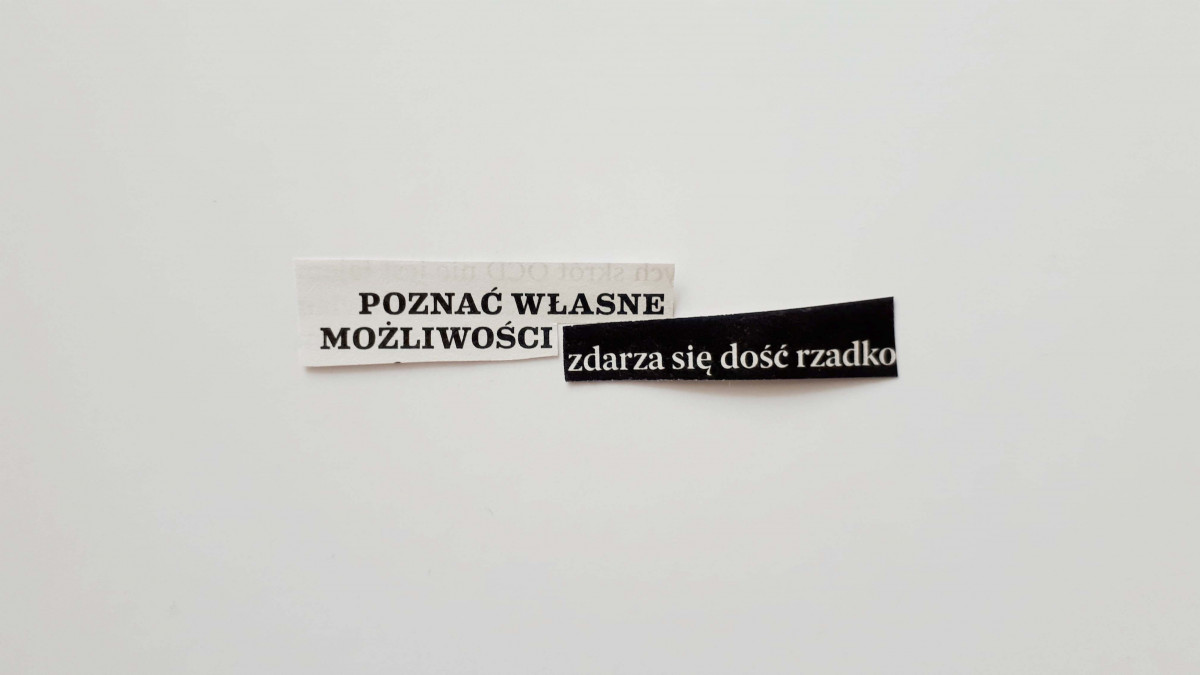 POZNAĆ WŁASNE
MOŻLIWOŚCI
zdarza się dość rzadko